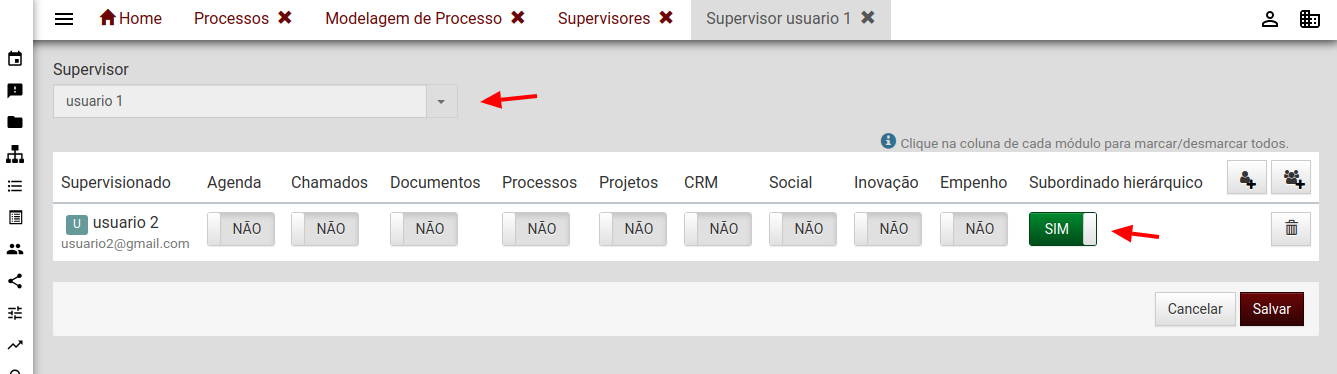 Home Processos ✖ Modelagem de Processo ✖ Supervisores ✖ Supervisor usuario 1 ✖
Supervisor
usuario 1
Clique na coluna de cada módulo para marcar/desmarcar todos.
Supervisionado Agenda Chamados Documentos Processos Projetos CRM Social Inovação Empenho Subordinado hierárquico
U usuario 2 NÃO NÃO NÃO NÃO NÃO NÃO NÃO NÃO NÃO SIM
usuario2@gmail.com
Cancelar Salvar